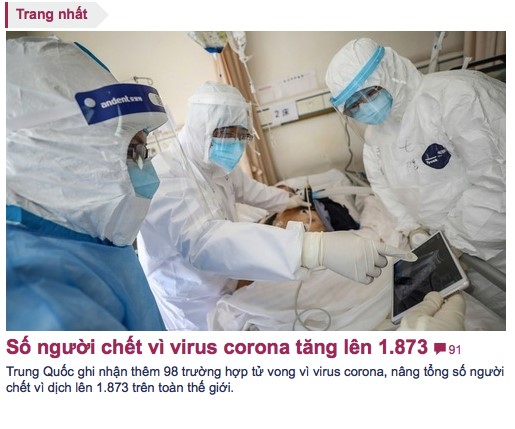 Trang nhất
andent
2床
Số người chết vì virus corona tăng lên 1.873 91
Trung Quốc ghi nhận thêm 98 trường hợp tử vong vì virus corona, nâng tổng số người
chết vì dịch lên 1.873 trên toàn thế giới.